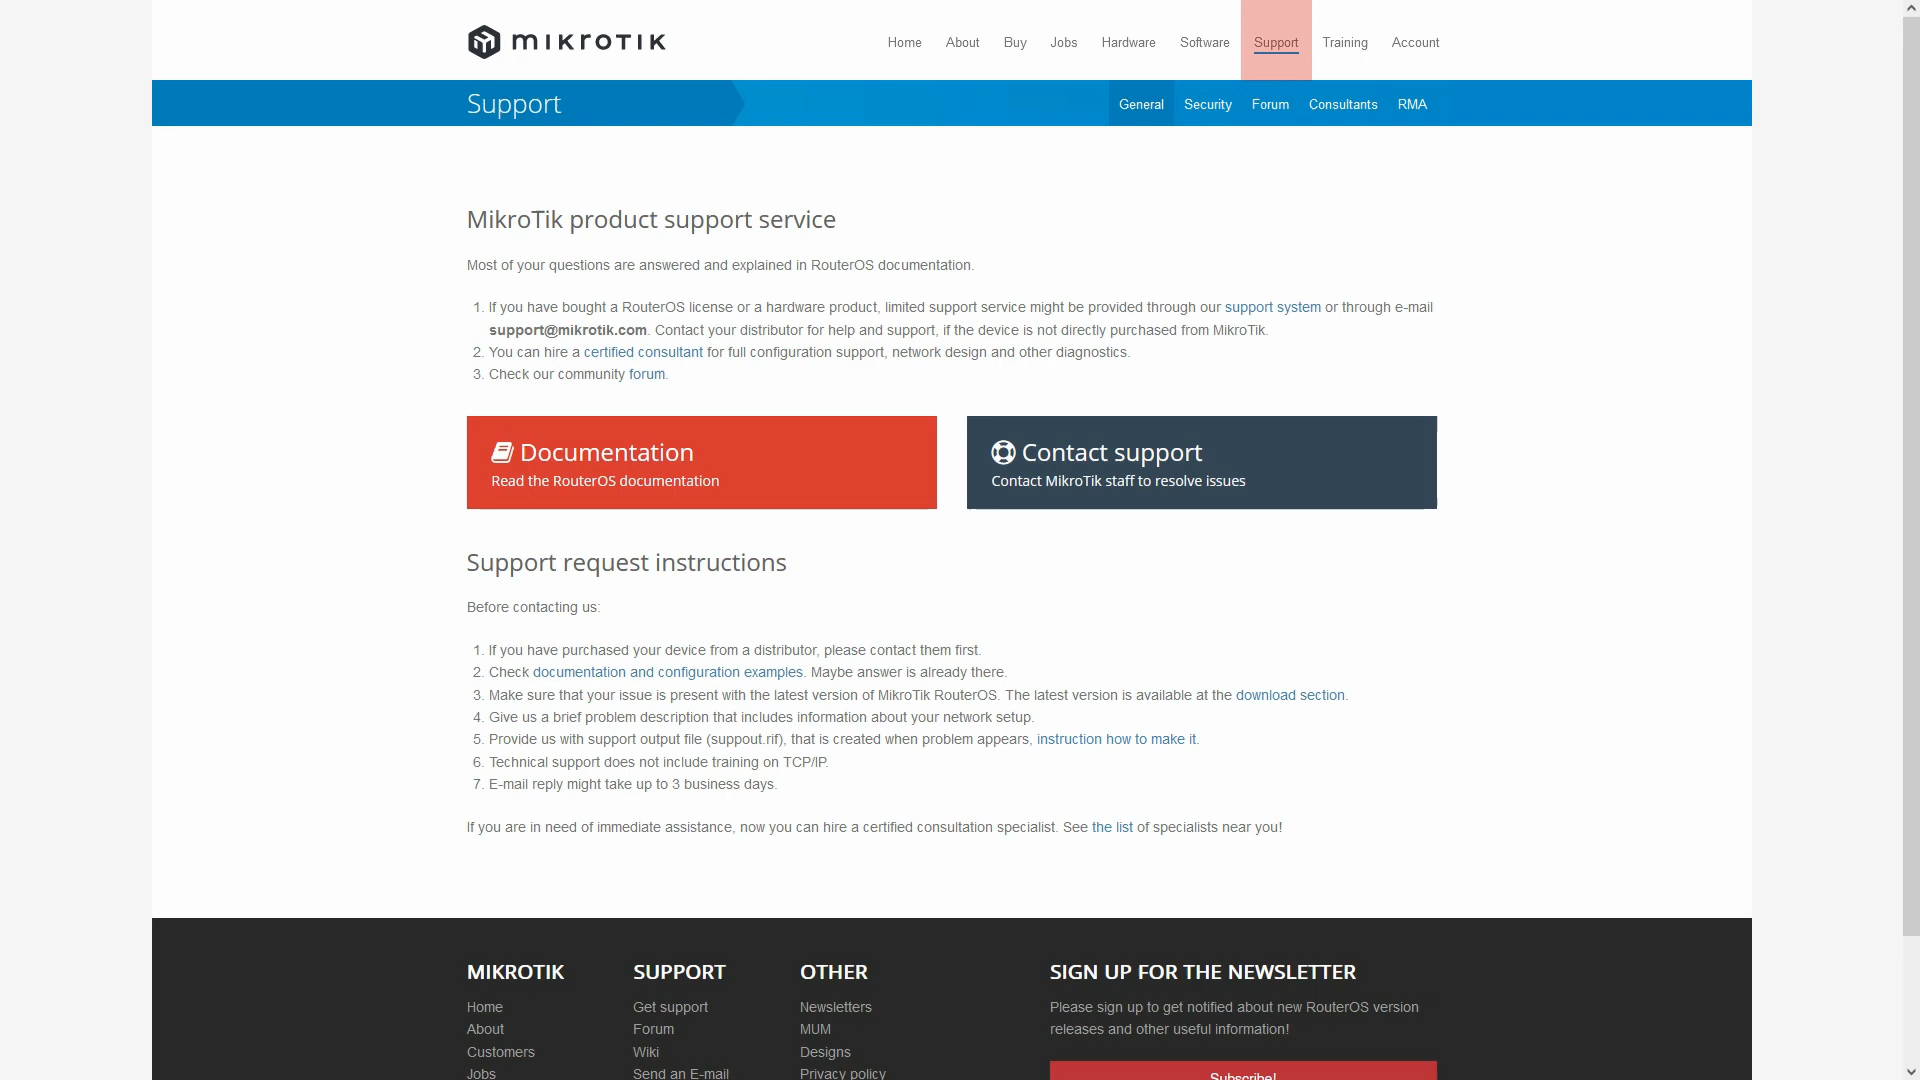 MIKROTIK
Home About Buy Jobs Hardware Software Support Training Account
Support
General Security Forum Consultants RMA
MikroTik product support service
Most of your questions are answered and explained in RouterOS documentation.
1. If you have bought a RouterOS license or a hardware product, limited support service might be provided through our support system or through e-mail
support@mikrotik.com. Contact your distributor for help and support, if the device is not directly purchased from MikroTik.
2. You can hire a certified consultant for full configuration support, network design and other diagnostics.
3. Check our community forum.
Documentation
Read the RouterOS documentation
Contact support
Contact MikroTik staff to resolve issues
Support request instructions
Before contacting us:
1. If you have purchased your device from a distributor, please contact them first.
2. Check documentation and configuration examples. Maybe answer is already there.
3. Make sure that your issue is present with the latest version of MikroTik RouterOS. The latest version is available at the download section.
4. Give us a brief problem description that includes information about your network setup.
5. Provide us with support output file (suppout.rif), that is created when problem appears, instruction how to make it.
6. Technical support does not include training on TCP/IP.
7. E-mail reply might take up to 3 business days.
If you are in need of immediate assistance, now you can hire a certified consultation specialist. See the list of specialists near you!
MIKROTIK
Home
About
Customers
Jobs
SUPPORT
Get support
Forum
Wiki
Send an E-mail
OTHER
Newsletters
MUM
Designs
Privacy policy
SIGN UP FOR THE NEWSLETTER
Please sign up to get notified about new RouterOS version
releases and other useful information!
Subscribe!